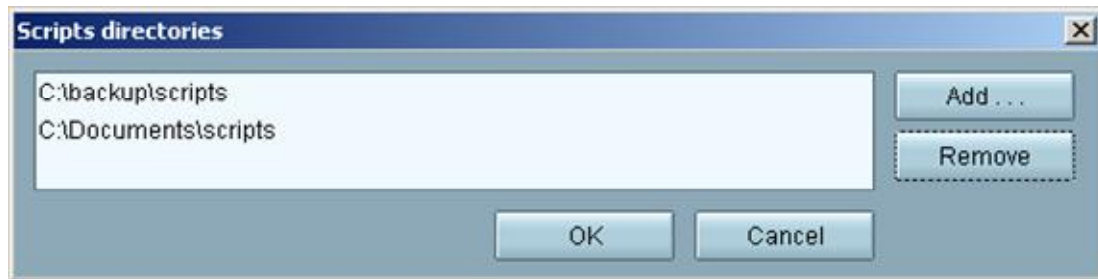 Scripts directories
C:\backup\scripts
C:\Documents\scripts
Add . . .
Remove
OK
Cancel